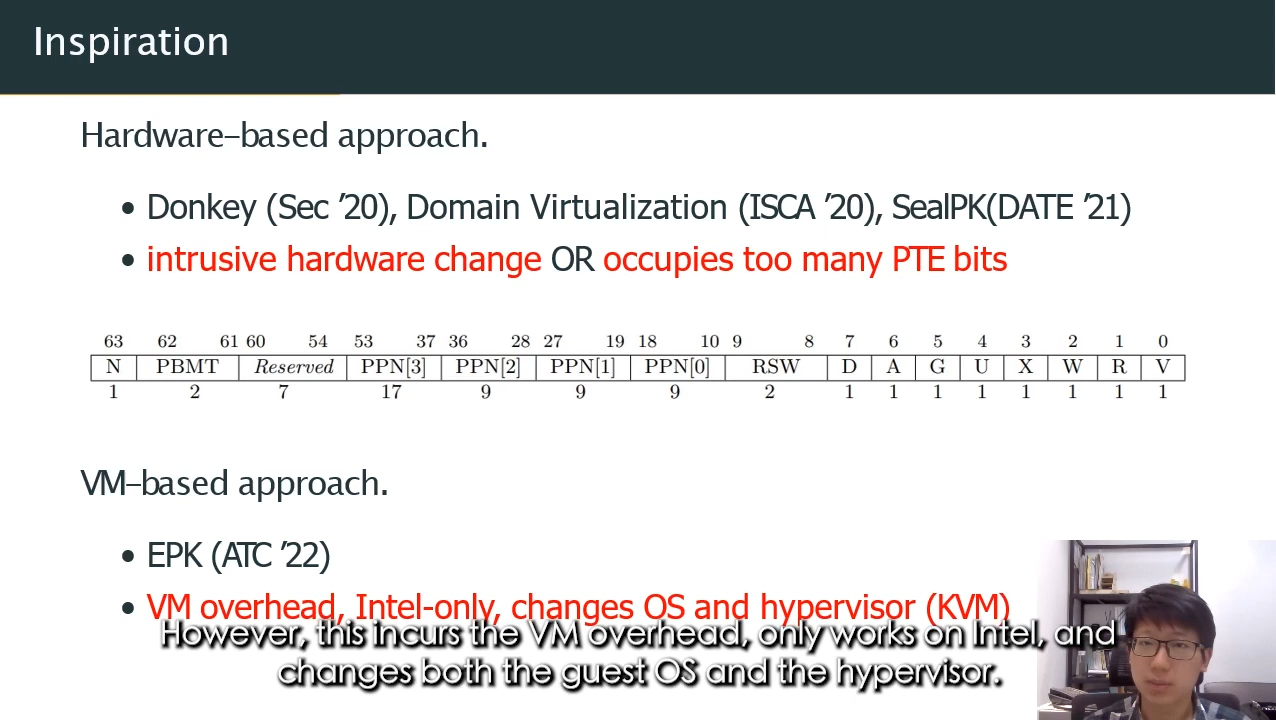 Inspiration
Hardware-based approach.
• Donkey (Sec '20), Domain Virtualization (ISCA '20), SealPK(DATE '21)
• intrusive hardware change OR occupies too many PTE bits
63 62 61 60 54 53 37 36 28 27 19 18 10 9 8 7 6 5 4 3 2 1 0
N PBMT Reserved PPN[3] PPN[2] PPN[1] PPN[0] RSW D A G U X W R V
1 2 7 17 9 9 9 2 1 1 1 1 1 1 1 1
VM-based approach.
• EPK (ATC '22)
• VM overhead, Intel-only, changes OS and hypervisor (KVM)
However, this incurs the VM overhead, only works on Intel, and
changes both the guest OS and the hypervisor.